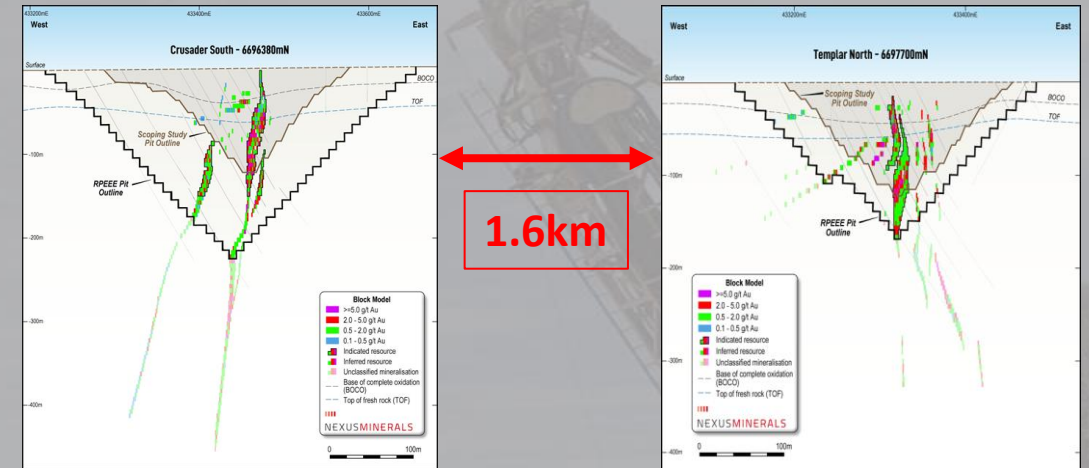 433200mE
433400mE
433600mE
West
East
Crusader South - 6696380mN
Surface
BOCO
TOF
Scoping Study
Pit Outline
-100m
RPEEE Pit
Outline
-200m
-300m
-400m
Block Model
>=5.0 g/t Au
2.0 - 5.0 g/t Au
0.5 - 2.0 g/t Au
0.1 - 0.5 g/t Au
Indicated resource
Inferred resource
Unclassified mineralisation
Base of complete oxidation
(BOCO)
Top of fresh rock (TOF)
NEXUSMINERALS
0
100m
1.6km
433200mE
433400mE
West
East
Templar North - 6697700mN
Surface
Scoping Study
Pit Outline
BOCO
TOF
-100m
RPEEE Pit
Outline
-200m
-300m
-400m
Block Model
>=5.0 g/t Au
2.0 - 5.0 g/t Au
0.5 - 2.0 g/t Au
0.1 - 0.5 g/t Au
Indicated resource
Inferred resource
Unclassified mineralisation
Base of complete oxidation
(BOCO)
Top of fresh rock (TOF)
NEXUSMINERALS
0
100m